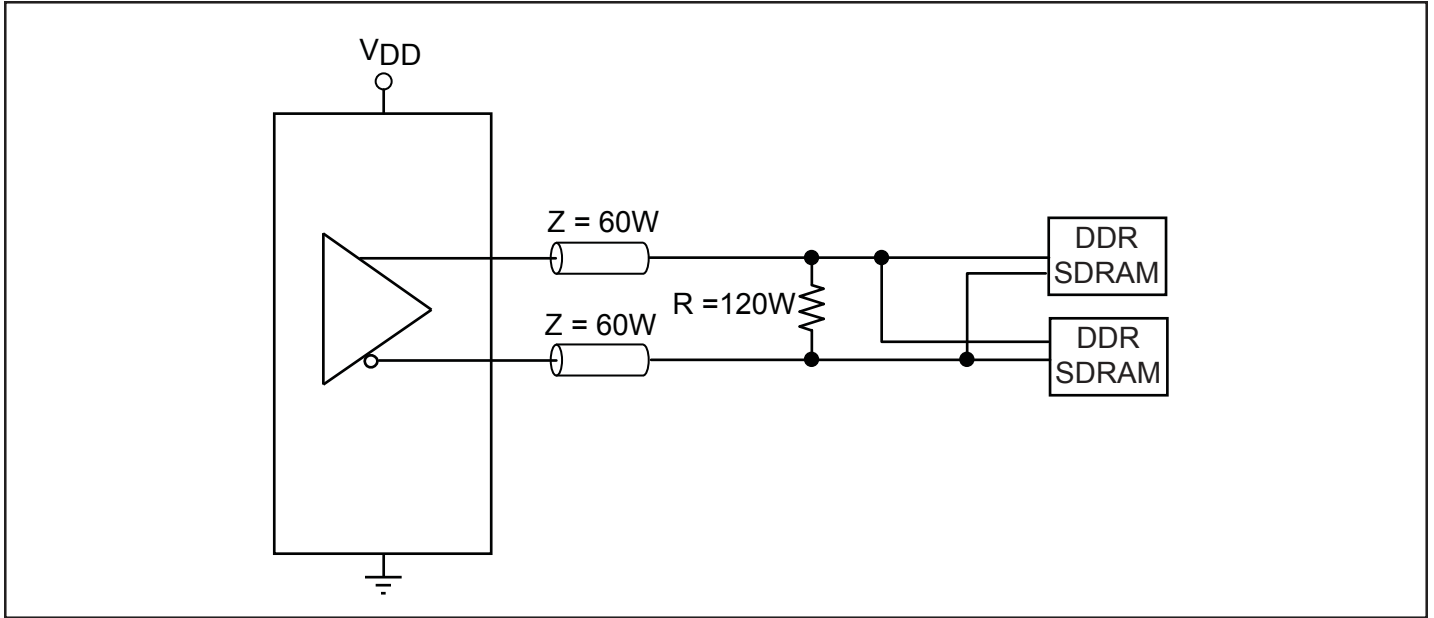 VDD
Z = 60W
R =120W
Z = 60W
DDR
SDRAM
DDR
SDRAM